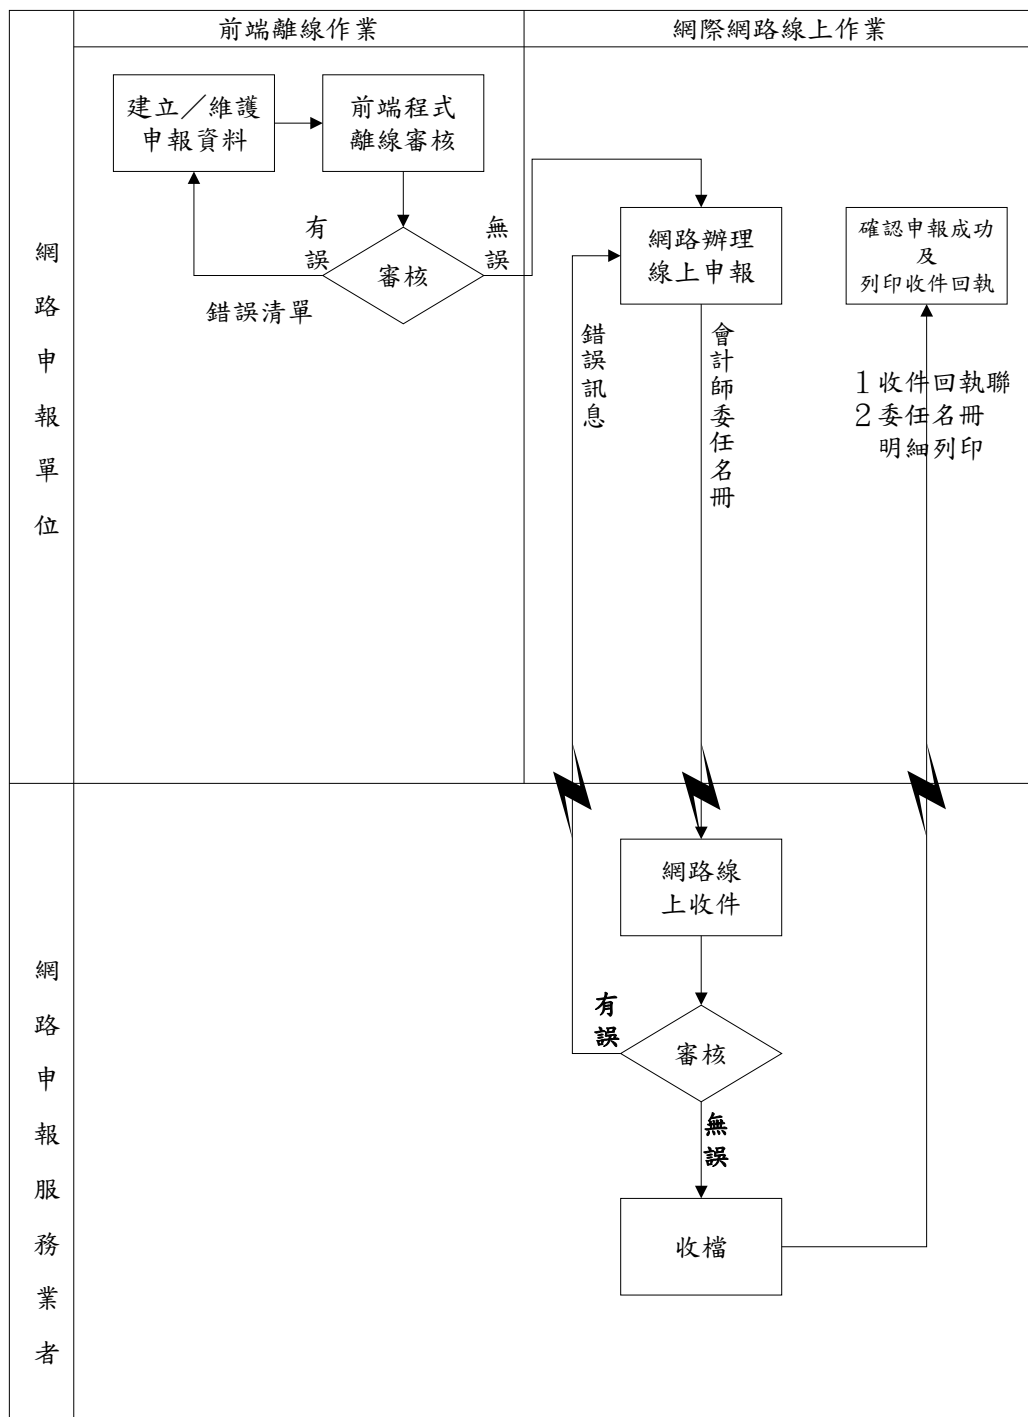 前端離線作業
網際網路線上作業
網路申報單位
建立／維護
申報資料
前端程式
離線審核
有誤
審核
無誤
錯誤清單
網路辦理
線上申報
確認申報成功
及
列印收件回執
錯誤訊息
會計師委任名冊
1收件回執聯
2委任名冊
明細列印
網路申報服務業者
網路線
上收件
有誤
審核
無誤
收檔